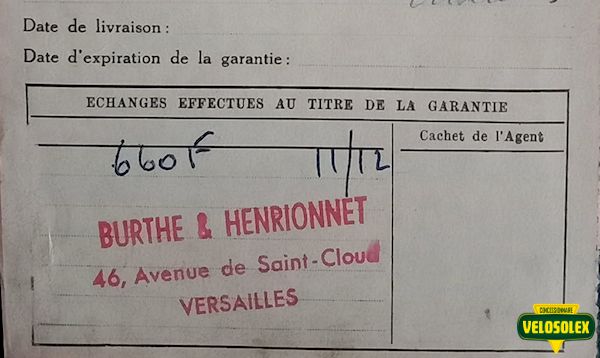 Date de livraison :
Date d'expiration de la garantie :
ECHANGES EFFECTUES AU TITRE DE LA GARANTIE
Cachet de l'Agent
660 F 11/12
BURTHE & HENRIONNET
46, Avenue de Saint-Cloud
VERSAILLES
CONCESSIONNAIRE
VELOSOLEX